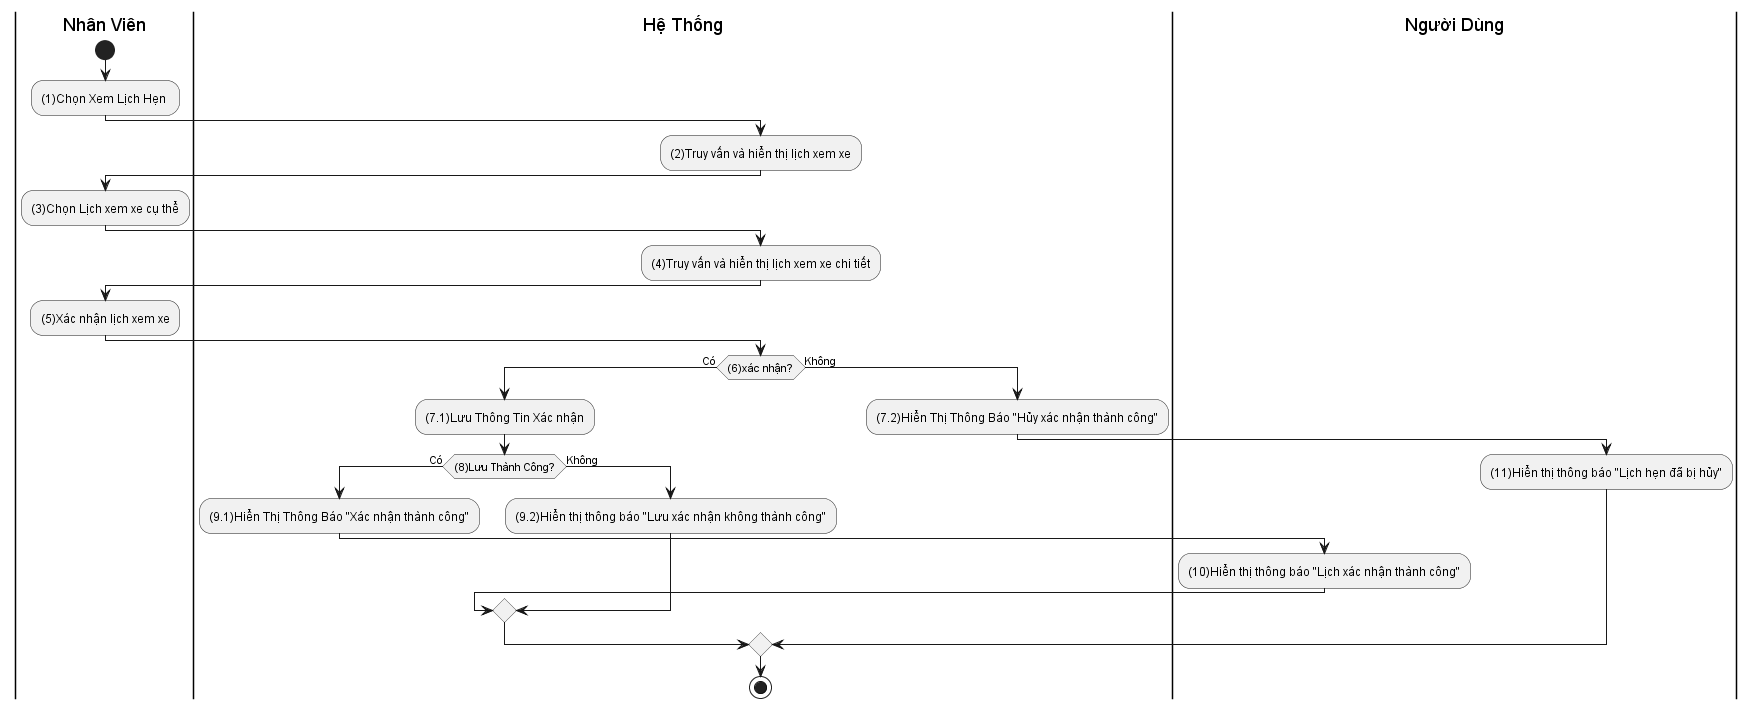 Nhân Viên
Hệ Thống
Người Dùng
(1)Chọn Xem Lịch Hẹn
(2)Truy vấn và hiển thị lịch xem xe
(3)Chọn Lịch xem xe cụ thể
(4)Truy vấn và hiển thị lịch xem xe chi tiết
(5)Xác nhận lịch xem xe
Có
(6)xác nhận?
Không
(7.1)Lưu Thông Tin Xác nhận
(7.2)Hiển Thị Thông Báo "Hủy xác nhận thành công"
Có
(8)Lưu Thành Công?
Không
(11)Hiển thị thông báo "Lịch hẹn đã bị hủy"
(9.1)Hiển Thị Thông Báo "Xác nhận thành công"
(9.2)Hiển thị thông báo "Lưu xác nhận không thành công"
(10)Hiển thị thông báo "Lịch xác nhận thành công"